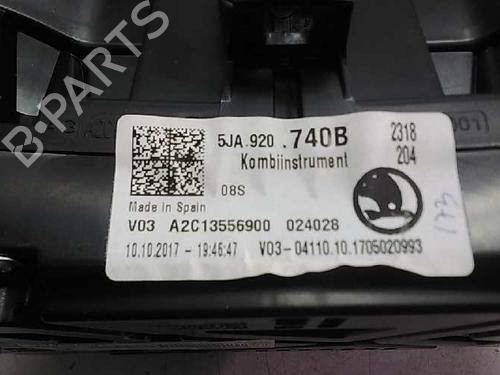 B-PARTS
5JA.920 .740B
2318
204
Kombiinstrument
08S
Made in Spain
173
V03 A2C13556900 024028
10.10.2017 - 19:46:47 V03-04110.10.1705020993